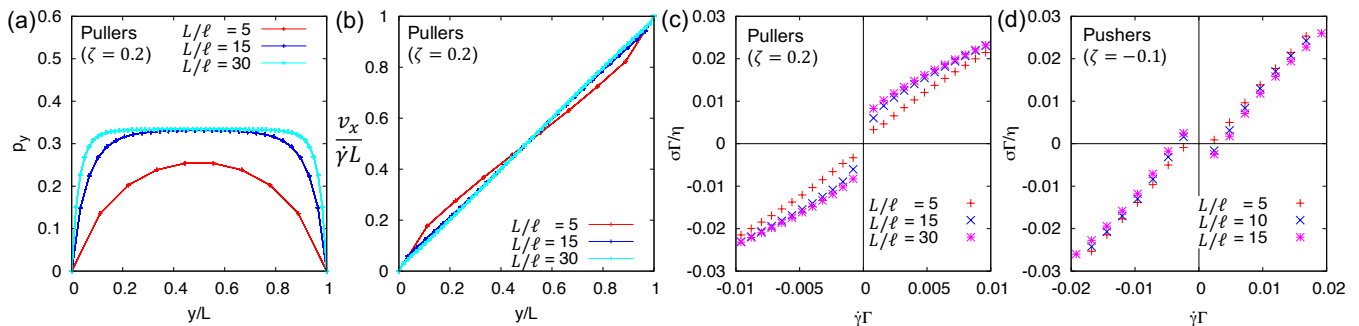 (a)
Pullers
(ζ = 0.2)
L/ℓ = 5
L/ℓ = 15
L/ℓ = 30
0.6
0.5
0.4
0.3
0.2
0.1
0
p_y
0 0.2 0.4 0.6 0.8 1
y/L
(b)
Pullers
(ζ = 0.2)
1
0.8
0.6
0.4
0.2
0
v_x
γ̇L
L/ℓ = 5
L/ℓ = 15
L/ℓ = 30
0 0.2 0.4 0.6 0.8 1
y/L
(c)
Pullers
(ζ = 0.2)
0.03
0.02
0.01
0
-0.01
-0.02
-0.03
σΓ/η
L/ℓ = 5
L/ℓ = 15
L/ℓ = 30
-0.01 -0.005 0 0.005 0.01
γ̇Γ
(d)
Pushers
(ζ = −0.1)
0.03
0.02
0.01
0
-0.01
-0.02
-0.03
σΓ/η
L/ℓ = 5
L/ℓ = 10
L/ℓ = 15
-0.02 -0.01 0 0.01 0.02
γ̇Γ